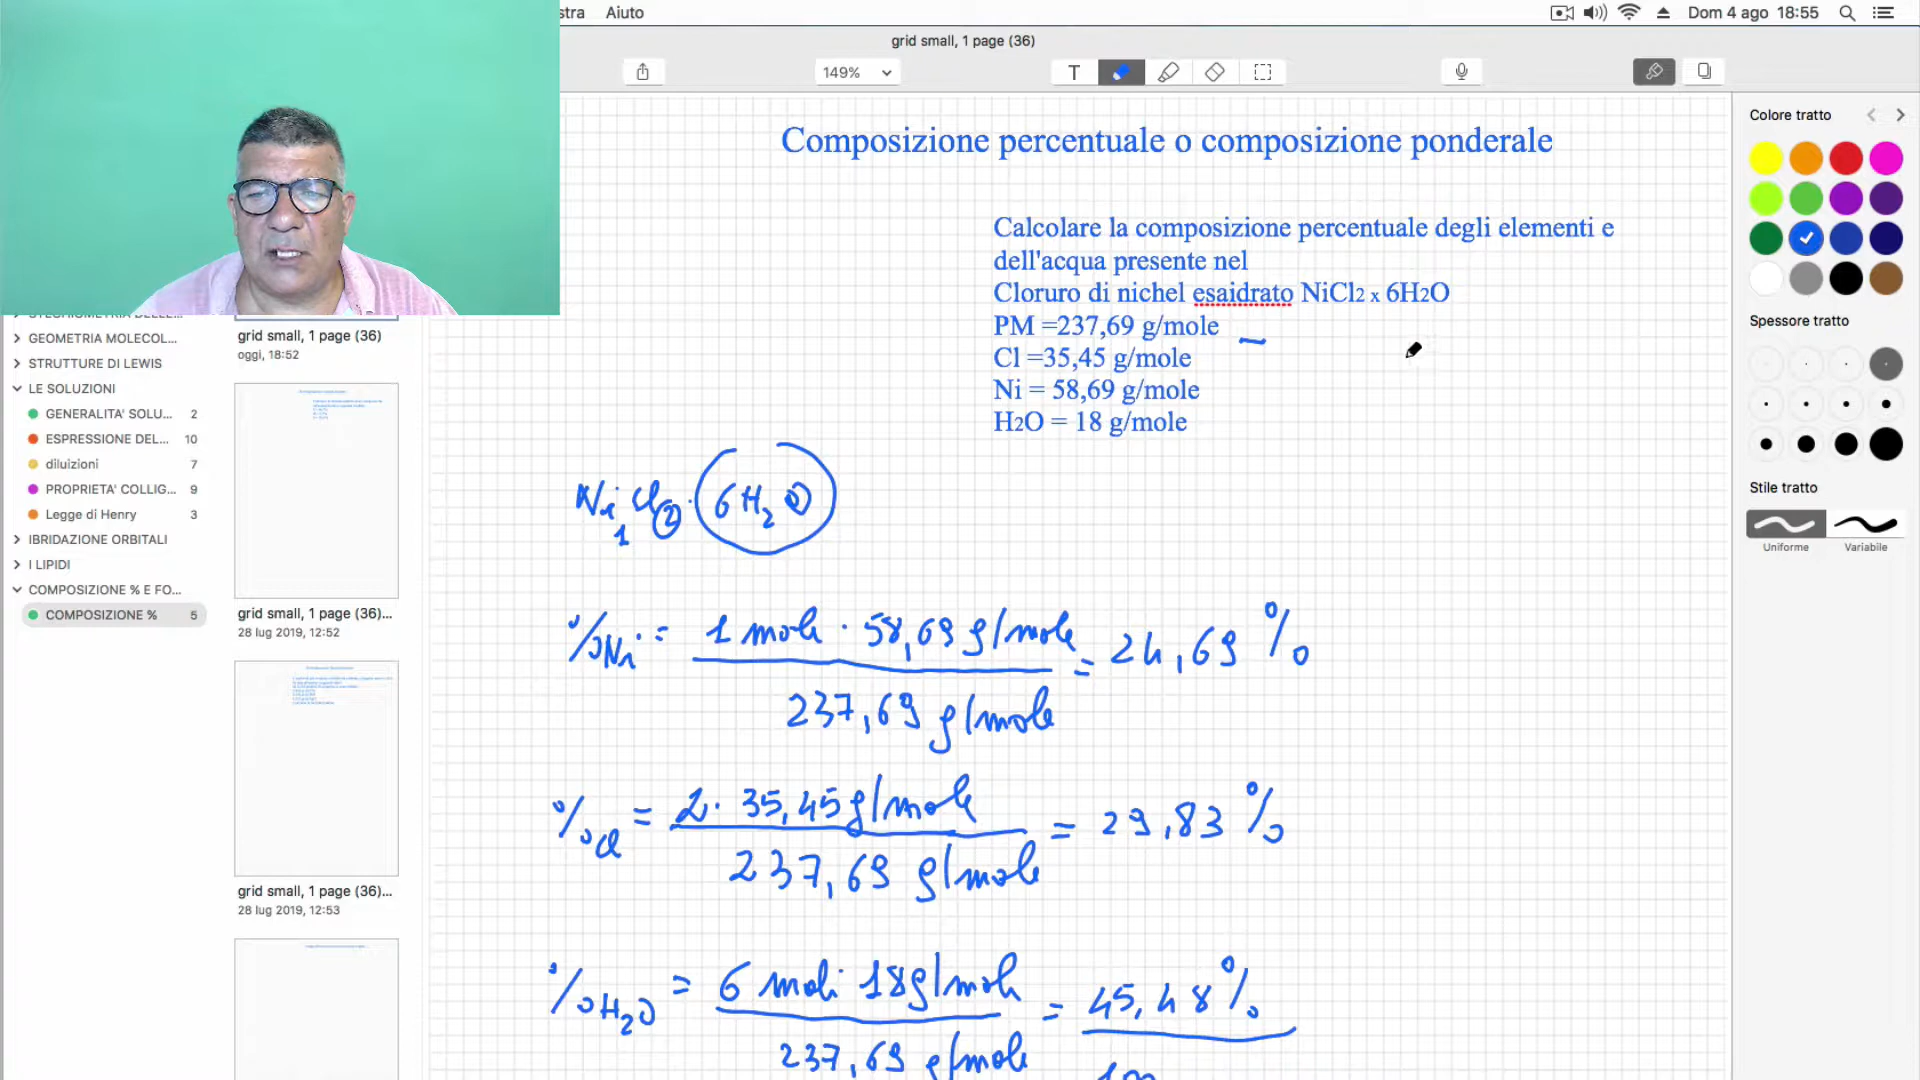 stra Aiuto Dom 4 ago 18:55
grid small, 1 page (36)
149% T
Composizione percentuale o composizione ponderale
Calcolare la composizione percentuale degli elementi e
dell'acqua presente nel
Cloruro di nichel esaidrato NiCl2 x 6H2O
PM =237,69 g/mole
Cl =35,45 g/mole
Ni = 58,69 g/mole
H2O = 18 g/mole
Ni1Cl2 · 6H2O
%Ni = 1 mole · 58,69 g/mole = 24,69 %
237,69 g/mole
%Cl = 2 · 35,45 g/mole = 29,83 %
237,69 g/mole
%H2O = 6 moli · 18 g/mole = 45,48 %
237,69 g/mole
GEOMETRIA MOLECOL...
STRUTTURE DI LEWIS
LE SOLUZIONI
GENERALITA' SOLU... 2
ESPRESSIONE DEL... 10
diluizioni 7
PROPRIETA' COLLIG... 9
Legge di Henry 3
IBRIDAZIONE ORBITALI
I LIPIDI
COMPOSIZIONE % E FO...
COMPOSIZIONE % 5
grid small, 1 page (36)
oggi, 18:52
grid small, 1 page (36)...
28 lug 2019, 12:52
grid small, 1 page (36)...
28 lug 2019, 12:53
Colore tratto
Spessore tratto
Stile tratto
Uniforme Variabile